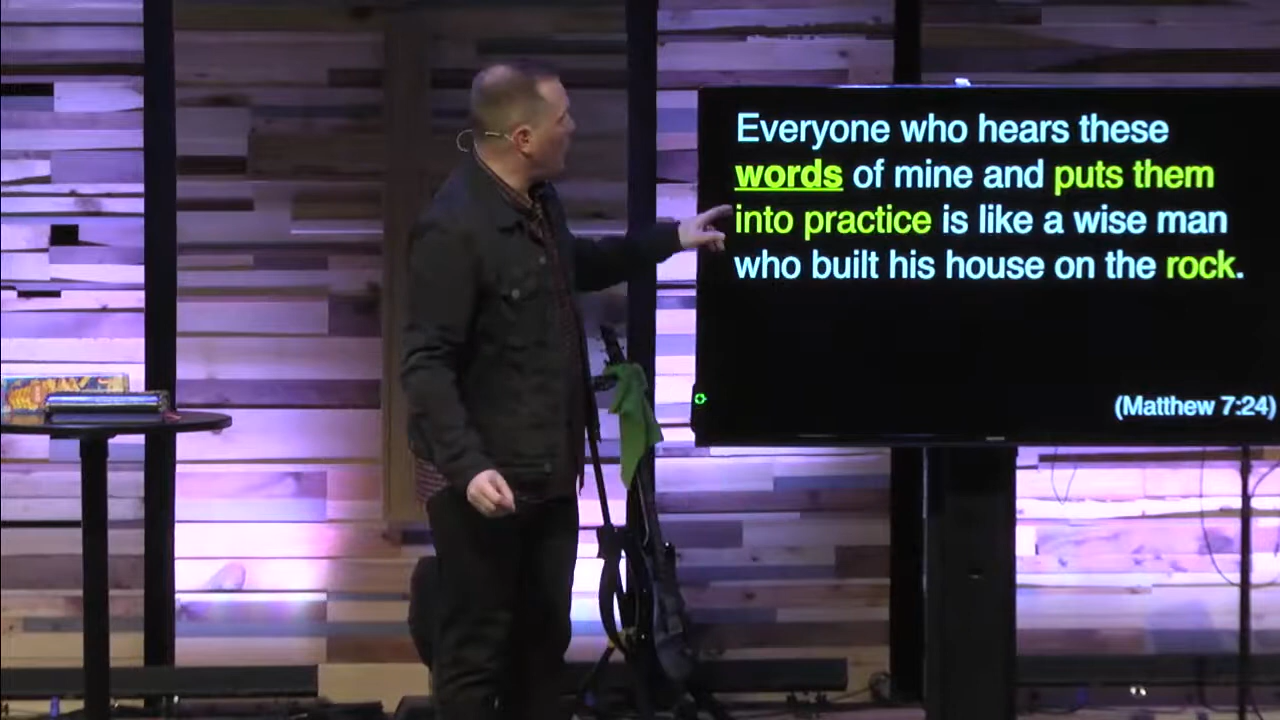 Everyone who hears these
words of mine and puts them
into practice is like a wise man
who built his house on the rock.
(Matthew 7:24)